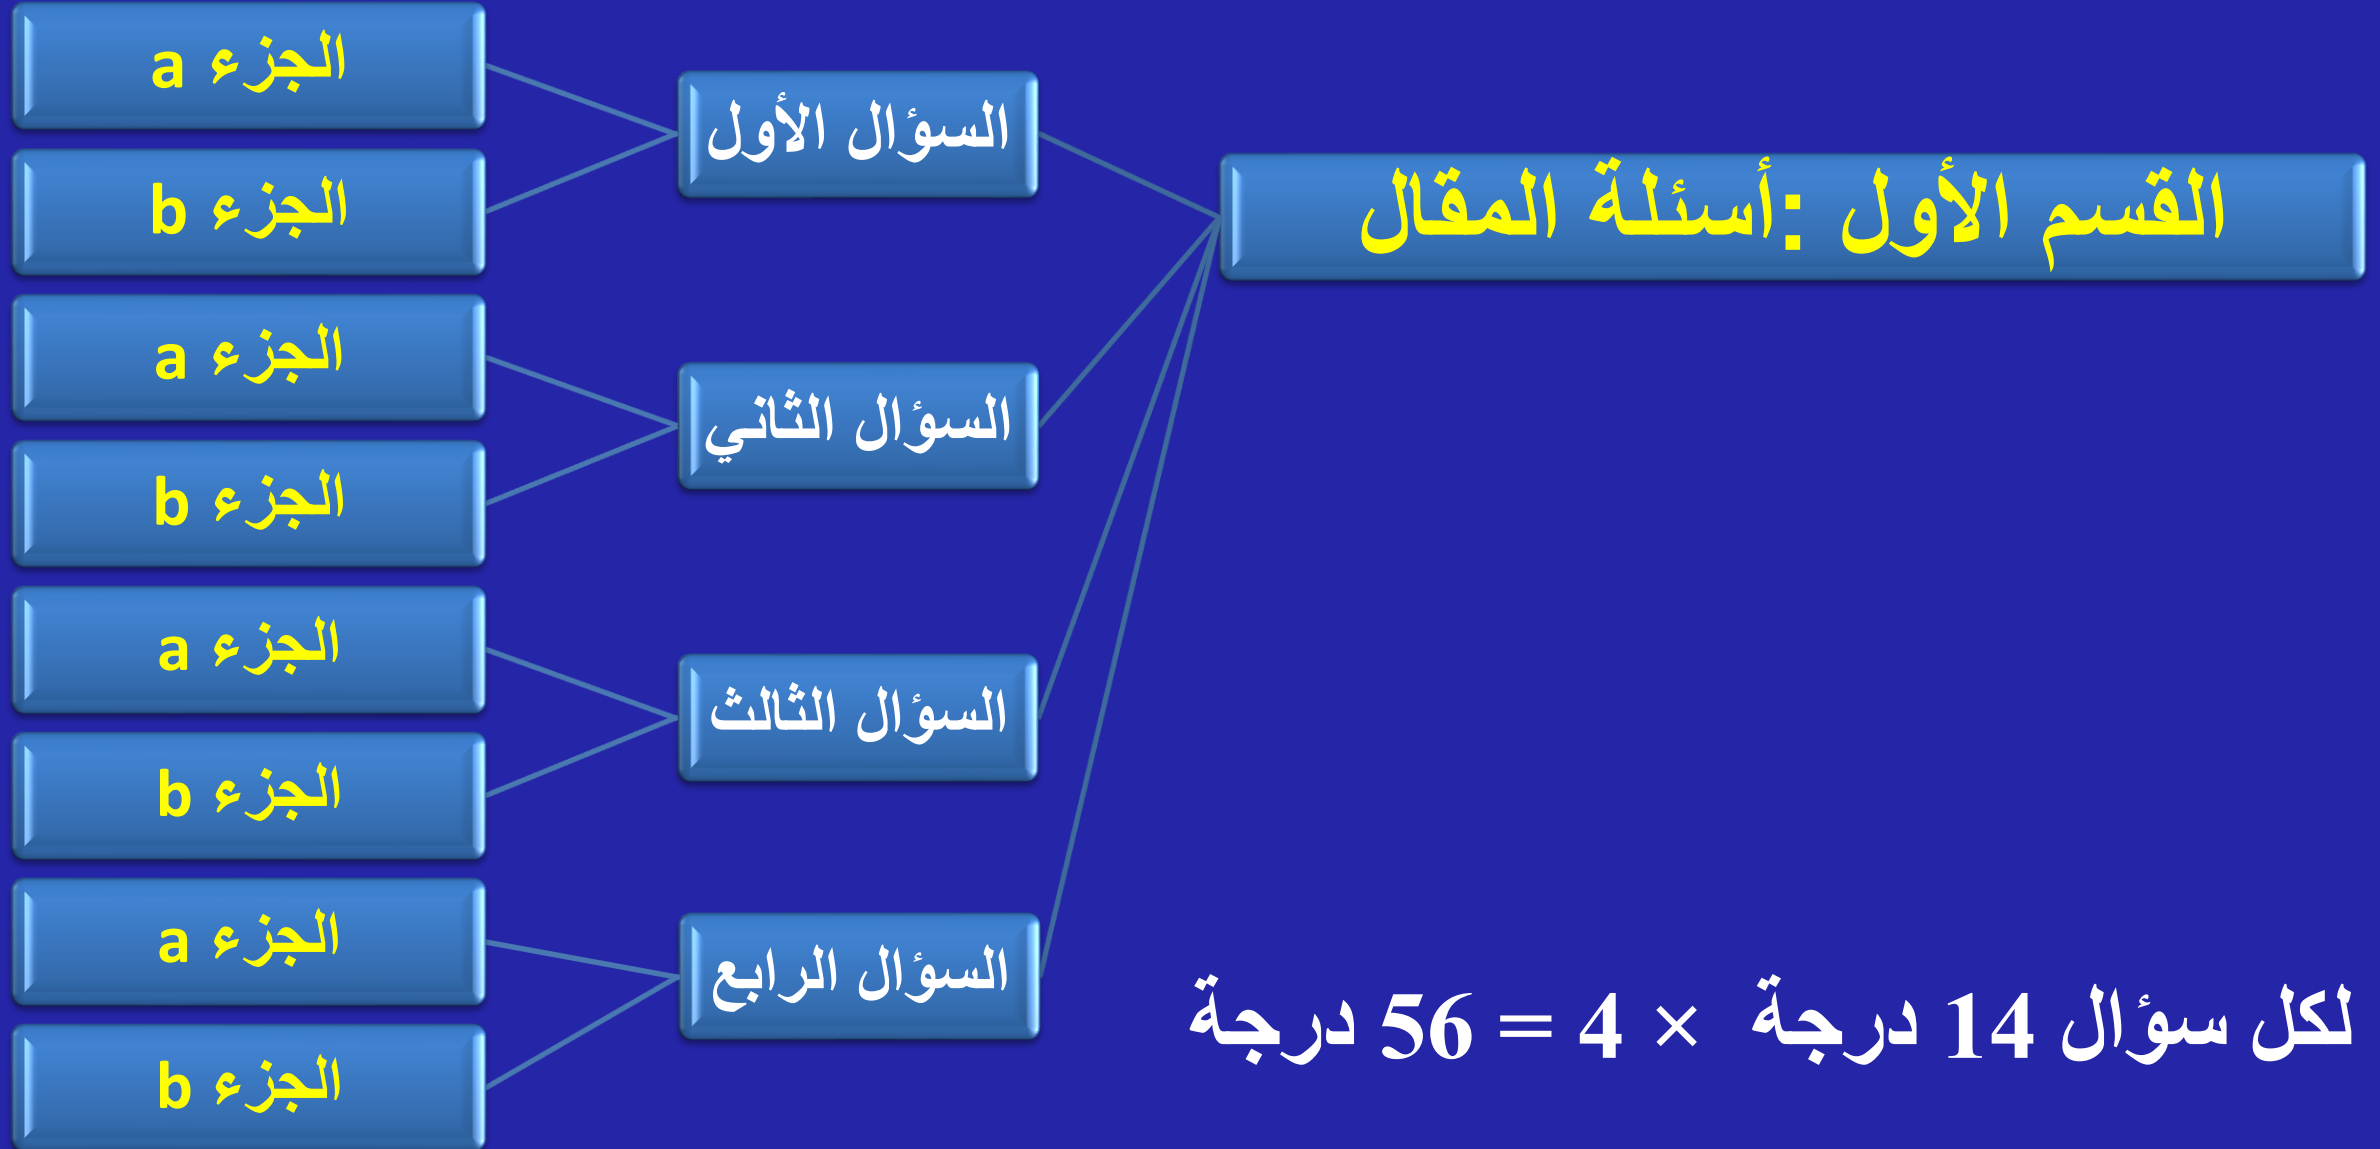 القسم الأول :أسئلة المقال
السؤال الأول
الجزء a
الجزء b
السؤال الثاني
الجزء a
الجزء b
السؤال الثالث
الجزء a
الجزء b
السؤال الرابع
الجزء a
الجزء b
لكل سؤال 14 درجة × 4 = 56 درجة